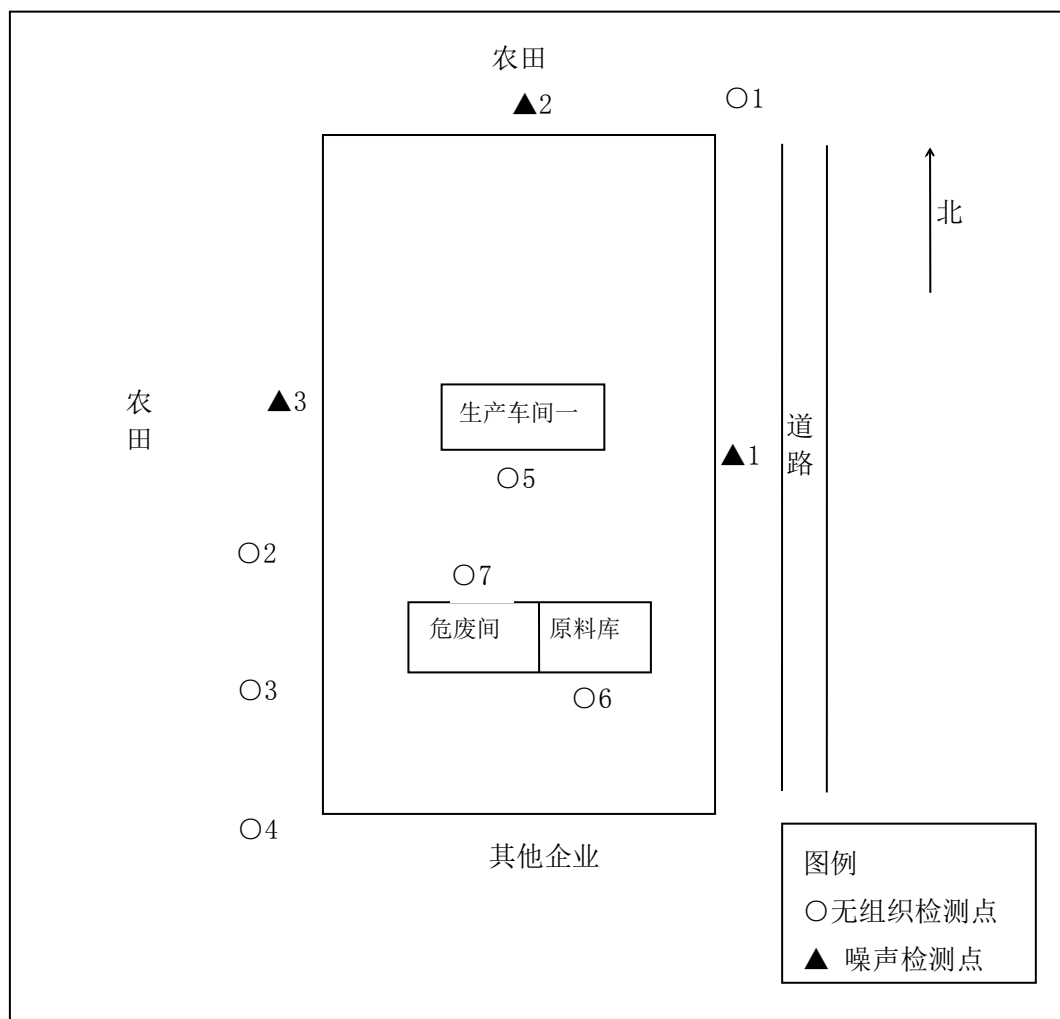 农田
▲2
○1
北
农田
▲3
生产车间一
道路
▲1
○5
○2
○7
危废间
原料库
○3
○6
○4
其他企业
图例
○无组织检测点
▲ 噪声检测点